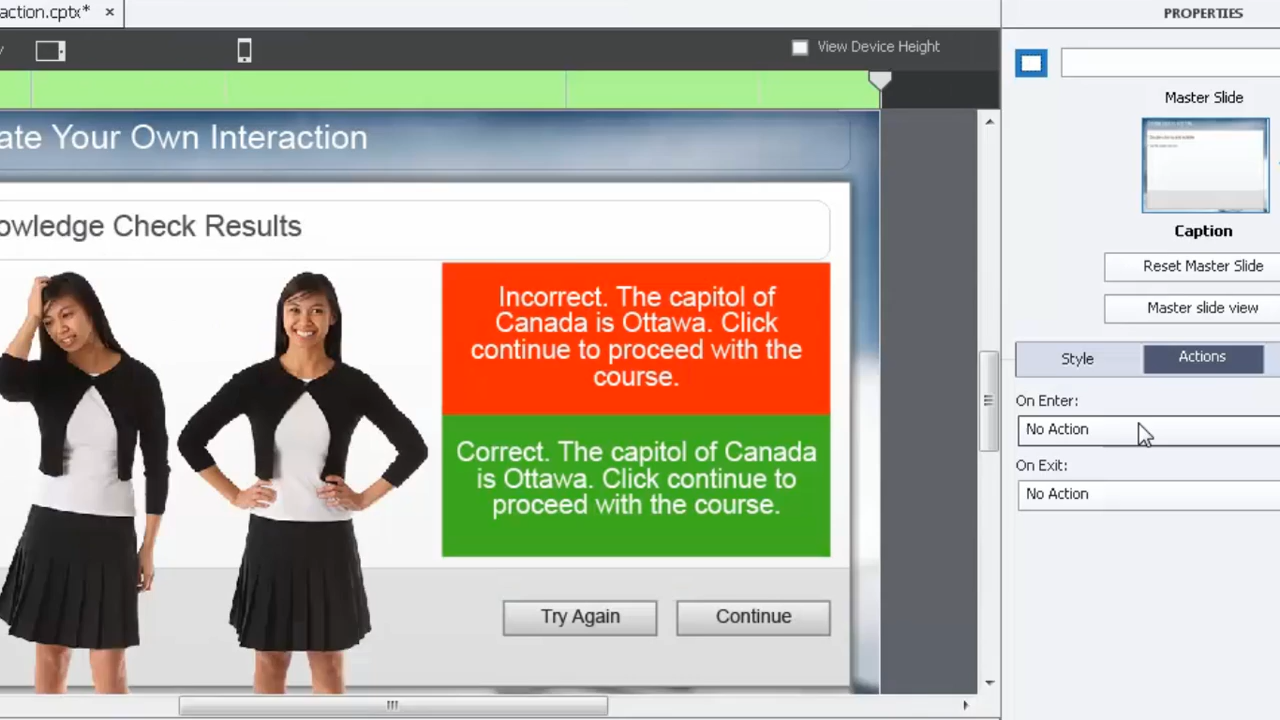 action.cptx* ×
PROPERTIES
View Device Height
ate Your Own Interaction
Master Slide
owledge Check Results
Caption
Reset Master Slide
Master slide view
Incorrect. The capitol of
Canada is Ottawa. Click
continue to proceed with the
course.
Style
Actions
On Enter:
No Action
Correct. The capitol of Canada
is Ottawa. Click continue to
proceed with the course.
On Exit:
No Action
Try Again
Continue